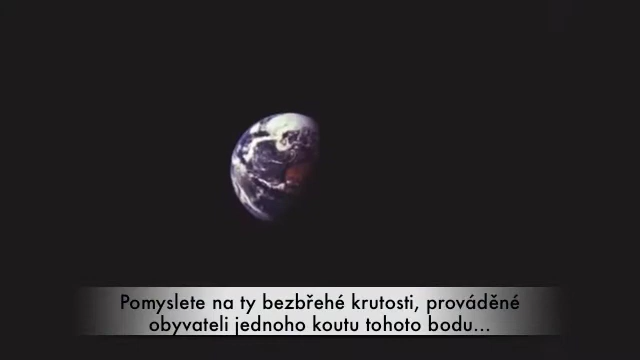 Pomyslete na ty bezbřehé krutosti, prováděné
obyvateli jednoho koutu tohoto bodu...